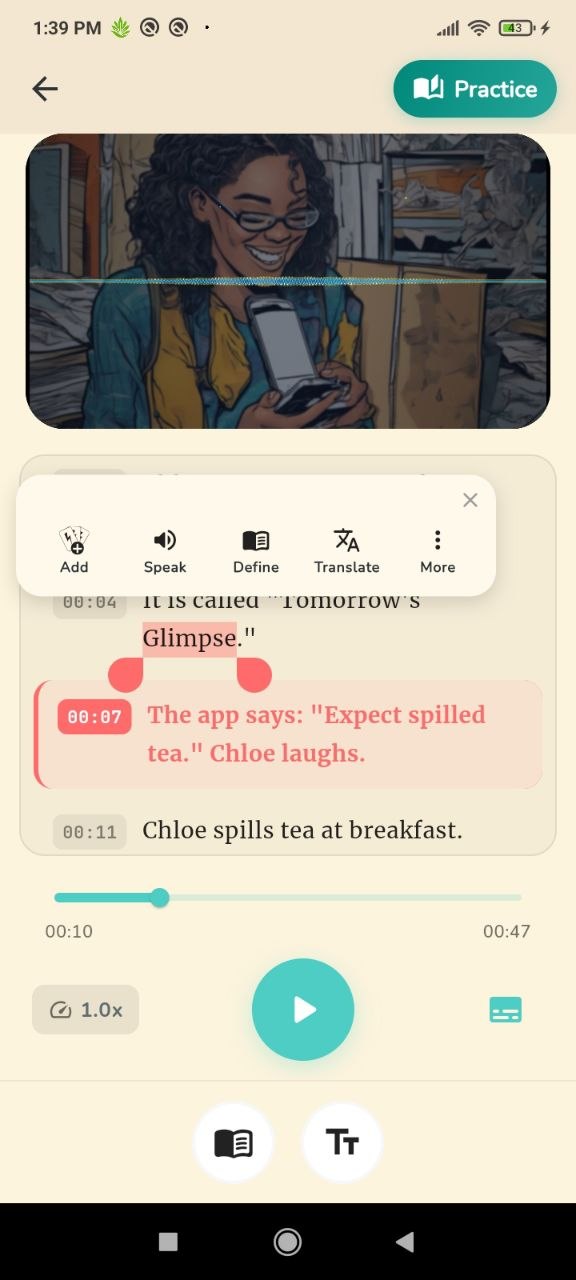 1:39 PM
43
Practice
Add
Speak
Define
Translate
More
00:04
It is called "Tomorrow's
Glimpse."
00:07
The app says: "Expect spilled
tea." Chloe laughs.
00:11
Chloe spills tea at breakfast.
00:10
00:47
1.0x
TT